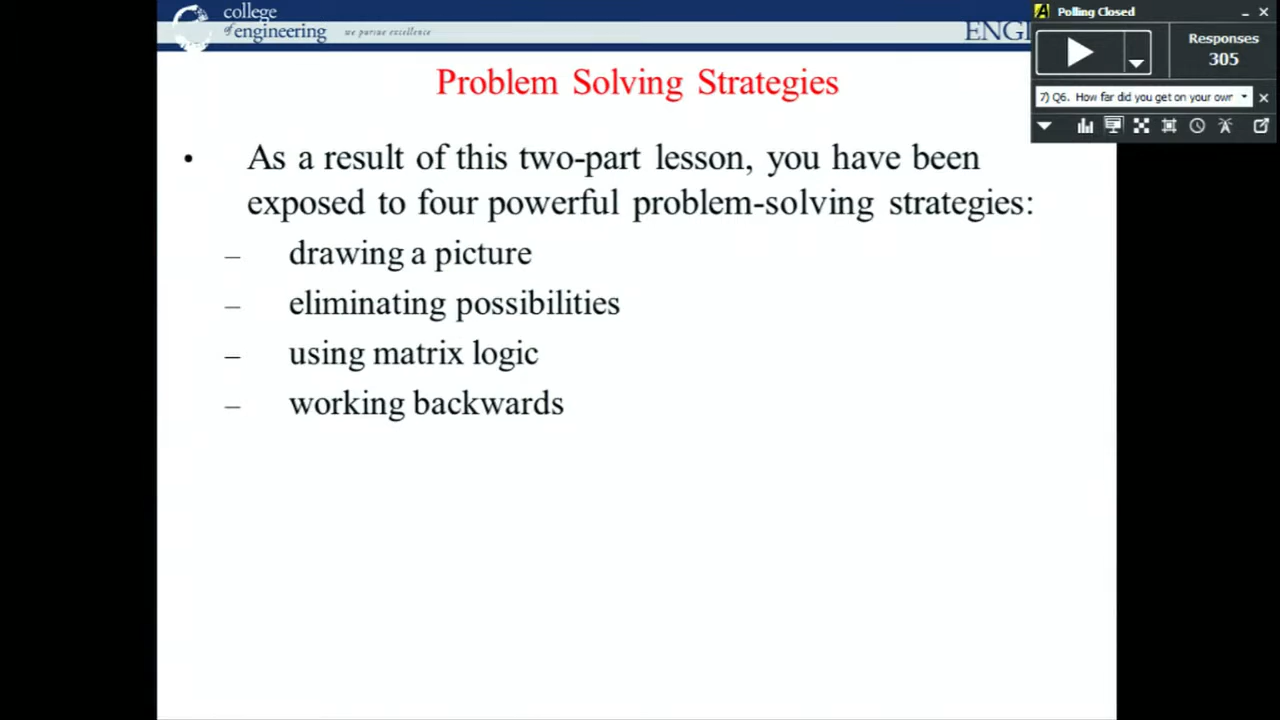 college
of engineering
we pursue excellence
ENGI
Polling Closed
Responses
305
7) Q6. How far did you get on your own
Problem Solving Strategies
• As a result of this two-part lesson, you have been
exposed to four powerful problem-solving strategies:
– drawing a picture
– eliminating possibilities
– using matrix logic
– working backwards